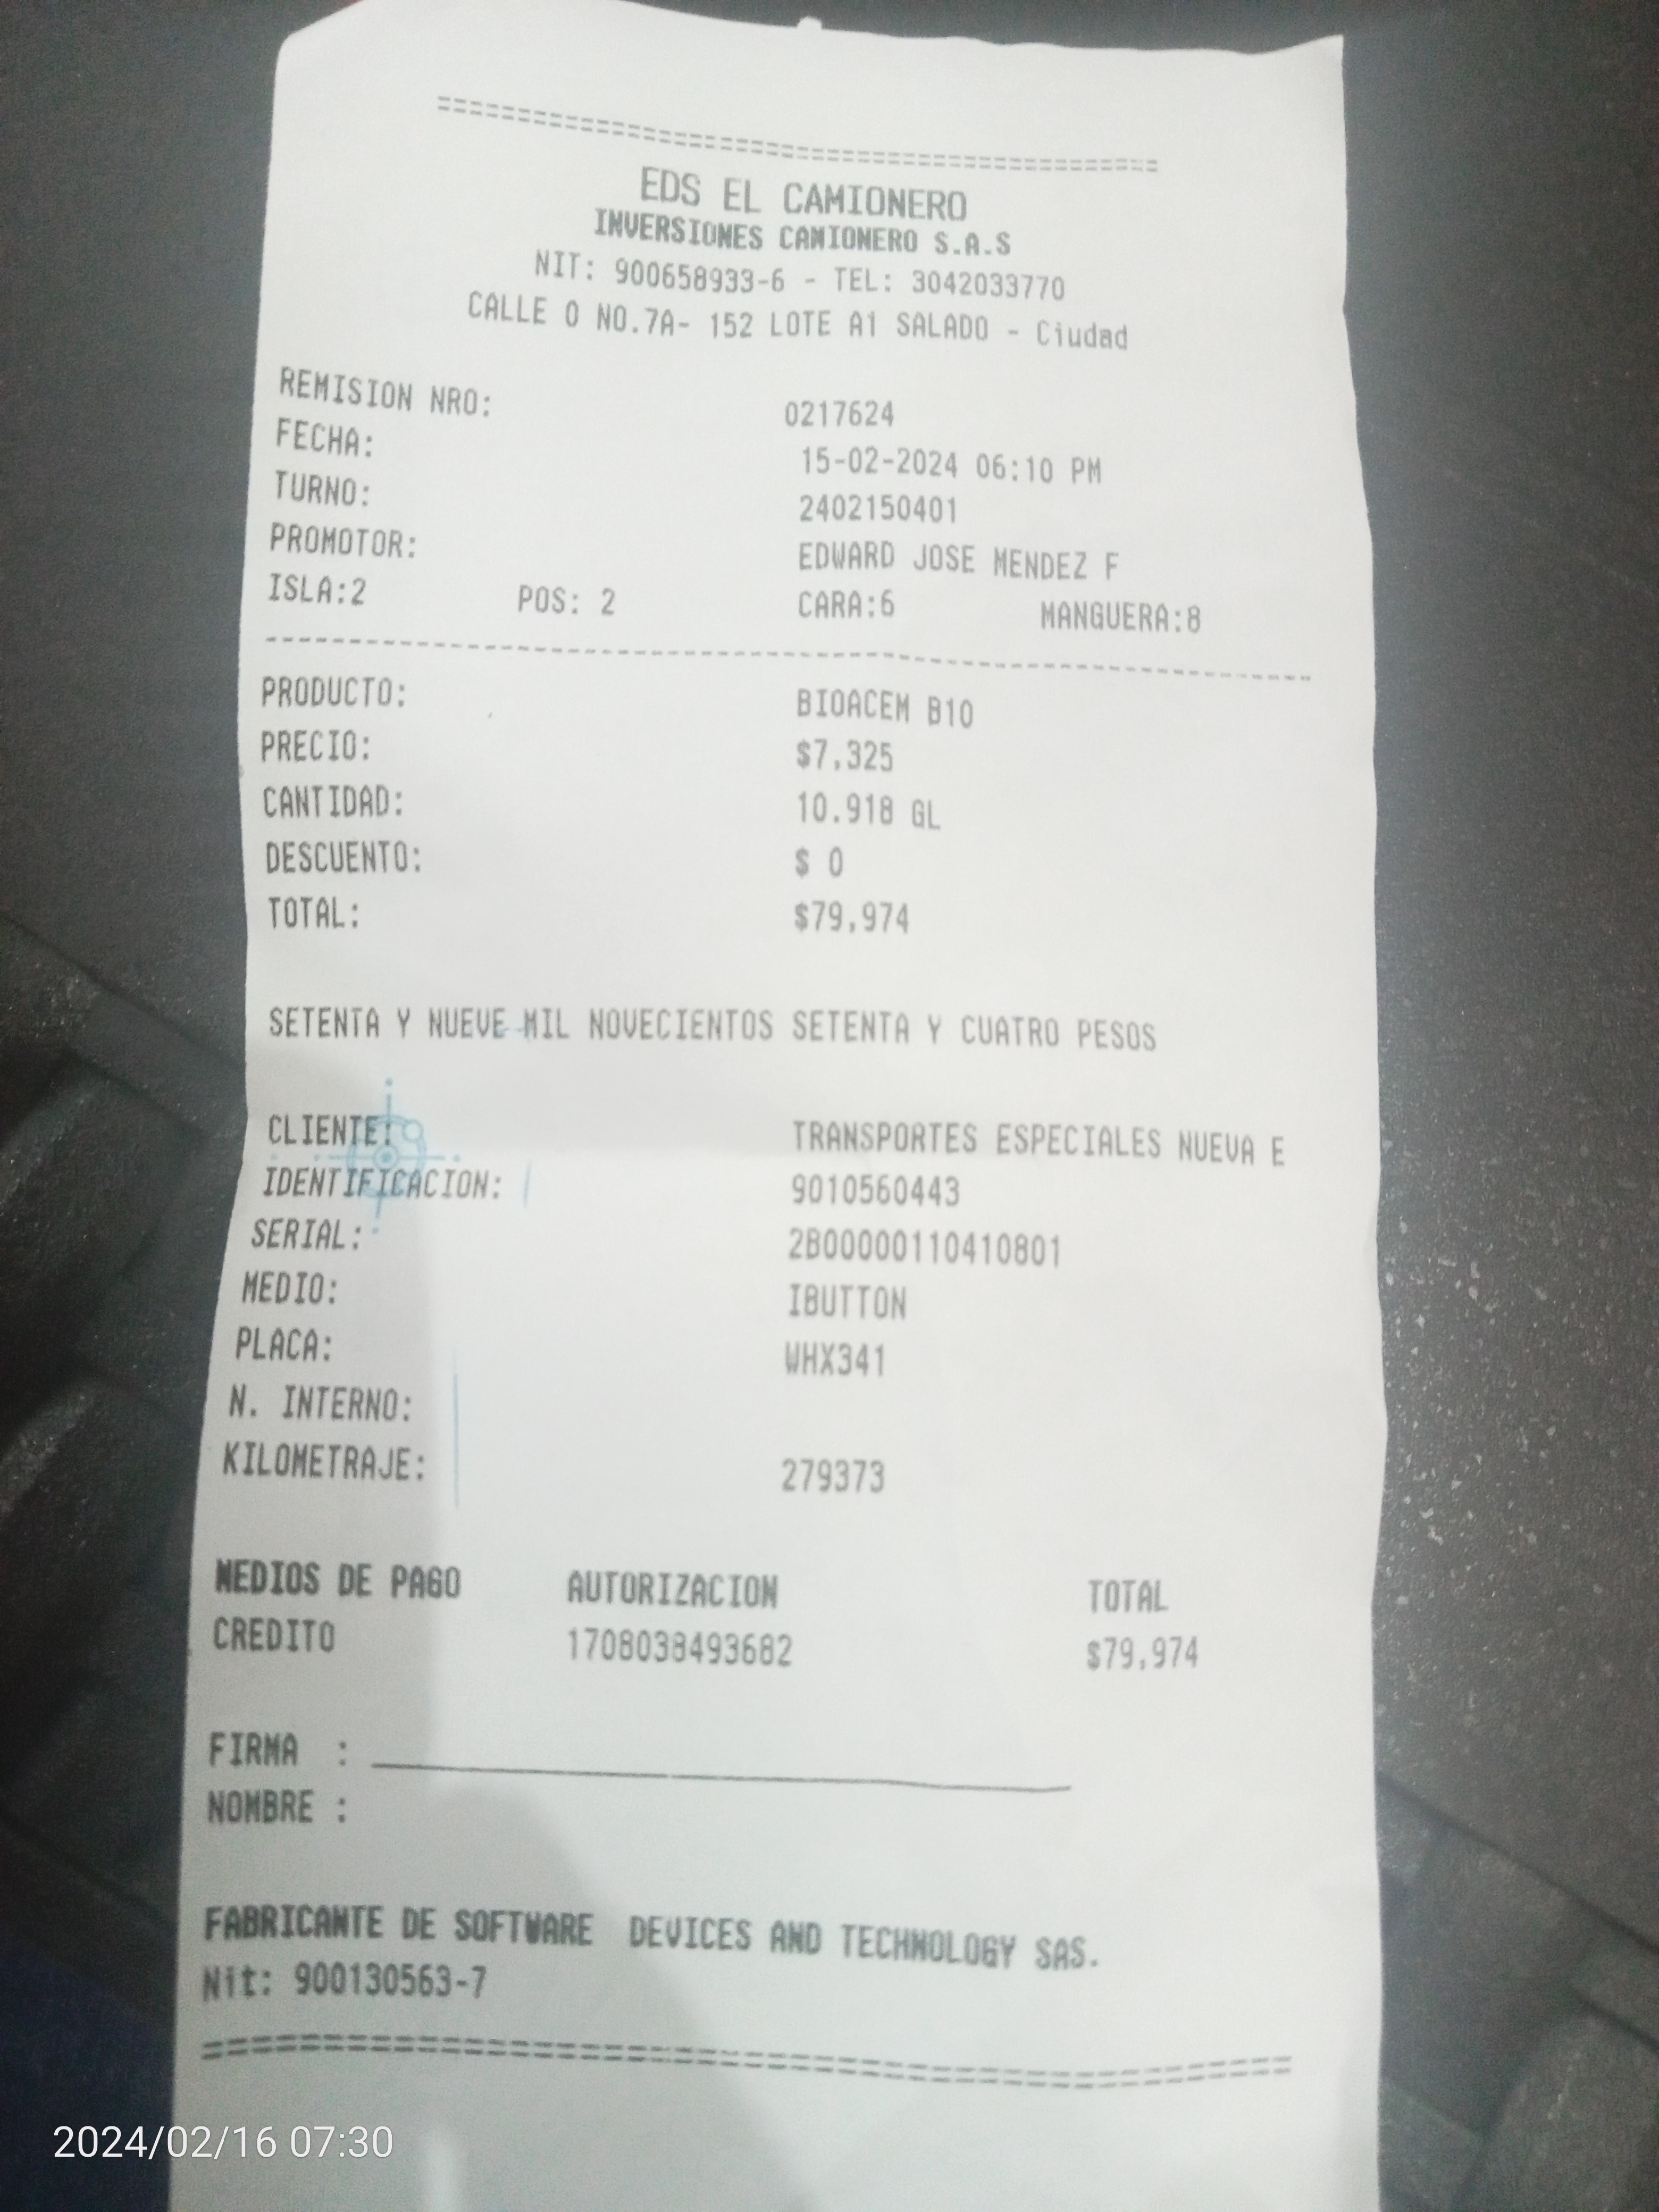 ================================================
EDS EL CAMIONERO
INVERSIONES CAMIONERO S.A.S
NIT: 900658933-6 - TEL: 3042033770
CALLE 0 NO.7A- 152 LOTE A1 SALADO - Ciudad
REMISION NRO: 0217624
FECHA: 15-02-2024 06:10 PM
TURNO: 2402150401
PROMOTOR: EDWARD JOSE MENDEZ F
ISLA:2 POS: 2 CARA:6 MANGUERA:8
----------------------------------------------------------------
PRODUCTO: BIOACEM B10
PRECIO: $7,325
CANTIDAD: 10.918 GL
DESCUENTO: $ 0
TOTAL: $79,974
SETENTA Y NUEVE MIL NOVECIENTOS SETENTA Y CUATRO PESOS
CLIENTE: TRANSPORTES ESPECIALES NUEVA E
IDENTIFICACION: 9010560443
SERIAL: 2B00000110410801
MEDIO: IBUTTON
PLACA: WHX341
N. INTERNO:
KILOMETRAJE: 279373
MEDIOS DE PAGO AUTORIZACION TOTAL
CREDITO 1708038493682 $79,974
FIRMA : ________________________________
NOMBRE :
FABRICANTE DE SOFTWARE DEVICES AND TECHNOLOGY SAS.
Nit: 900130563-7
================================================
2024/02/16 07:30